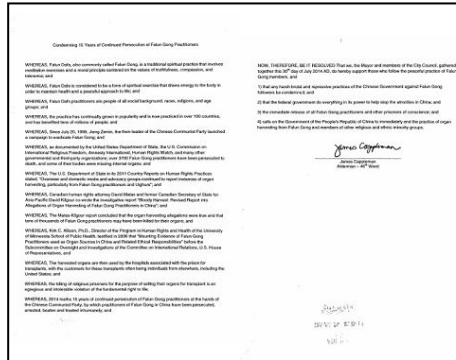 Condemning 15 Years of Continued Persecution of Falun Gong Practitioners
WHEREAS, Falun Dafa, also commonly called Falun Gong, is a traditional spiritual practice that involves
meditative exercises and a moral principle centered on the values of truthfulness, compassion, and
tolerance; and
WHEREAS, Falun Dafa is considered to be a form of spiritual exercise that drives energy to the body in
order to maintain health and a peaceful approach to life; and
WHEREAS, Falun Dafa practitioners are people of all social background, races, religions, and age
groups; and
WHEREAS, the practice has continually grown in popularity and is now practiced in over 100 countries,
and has benefited tens of millions of people; and
WHEREAS, Since July 20, 1999, Jiang Zemin, the then leader of the Chinese Communist Party launched
a campaign to eradicate Falun Gong; and
WHEREAS, as documented by the United States Department of State, the U.S. Commission on
International Religious Freedom, Amnesty International, Human Rights Watch, and many other
governmental and third-party organizations; over 3700 Falun Gong practitioners have been persecuted to
death, and some of their bodies were missing internal organs; and
WHEREAS, The U.S. Department of State in its 2011 Country Reports on Human Rights Practices
stated, "Overseas and domestic media and advocacy groups continued to report instances of organ
harvesting, particularly from Falun Gong practitioners and Uighurs"; and
WHEREAS, Canadian human rights attorney David Matas and former Canadian Secretary of State for
Asia-Pacific David Kilgour co wrote the investigative report "Bloody Harvest: Revised Report into
Allegations of Organ Harvesting of Falun Gong Practitioners in China"; and
WHEREAS, The Matas-Kilgour report concluded that the organ harvesting allegations were true and that
tens of thousands of Falun Gong practitioners may have been killed for their organs; and
WHEREAS, Kirk C. Allison, Ph.D., Director of the Program in Human Rights and Health of the University
of Minnesota School of Public Health, testified in 2006 that "Mounting Evidence of Falun Gong
Practitioners used as Organ Sources in China and Related Ethical Responsibilities" before the
Subcommittee on Oversight and Investigations of the Committee on International Relations, U.S. House
of Representatives, and
WHEREAS, The harvested organs are then used by the hospitals associated with the prison for
transplants, with the customers for these transplants often being individuals from elsewhere, including the
United States; and
WHEREAS, the killing of religious prisoners for the purpose of selling their organs for transplant is an
egregious and intolerable violation of the fundamental right to life;
WHEREAS, 2014 marks 15 years of continued persecution of Falun Gong practitioners at the hands of
the Chinese Communist Party, by which practitioners of Falun Gong in China have been persecuted,
arrested, beaten and treated inhumanely; and
NOW, THEREFORE, BE IT RESOLVED That we, the Mayor and members of the City Council, gathered
together this 30th day of July 2014 AD, do hereby support those who follow the peaceful practice of Falun
Gong members, and
1) that any harsh brutal and repressive practices of the Chinese Government against Falun Gong
followers be condemned; and
2) that the federal government do everything in its power to help stop the atrocities in China; and
3) the immediate release of all Falun Gong practitioners and other prisoners of conscience; and
4) calls on the Government of the People's Republic of China to immediately end the practice of organ
harvesting from Falun Gong and members of other religious and ethnic minority groups.
James Cappleman
James Cappleman
Alderman – 46th Ward